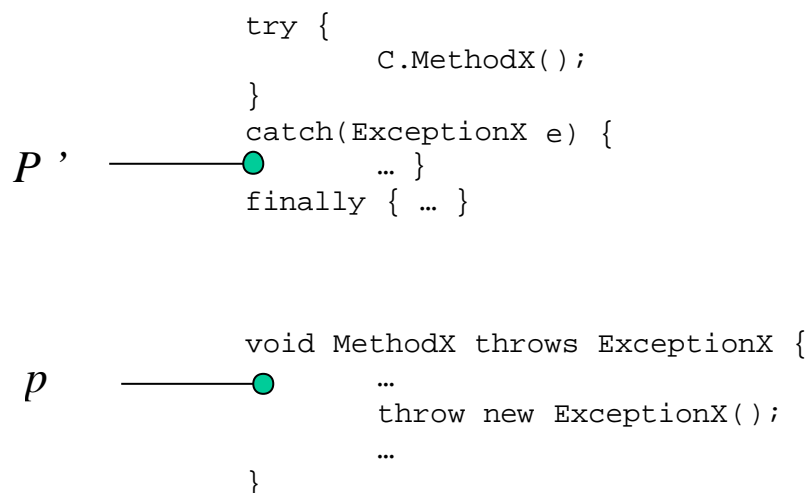 try {
C.MethodX();
}
catch(ExceptionX e) {
P’ … }
finally { … }
void MethodX throws ExceptionX {
p …
throw new ExceptionX();
…
}